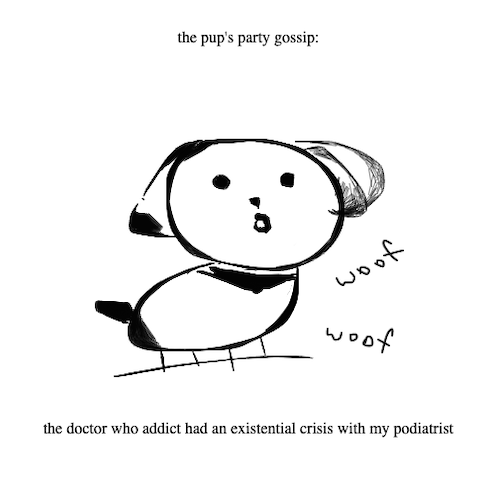 the pup's party gossip:
woof
woof
the doctor who addict had an existential crisis with my podiatrist